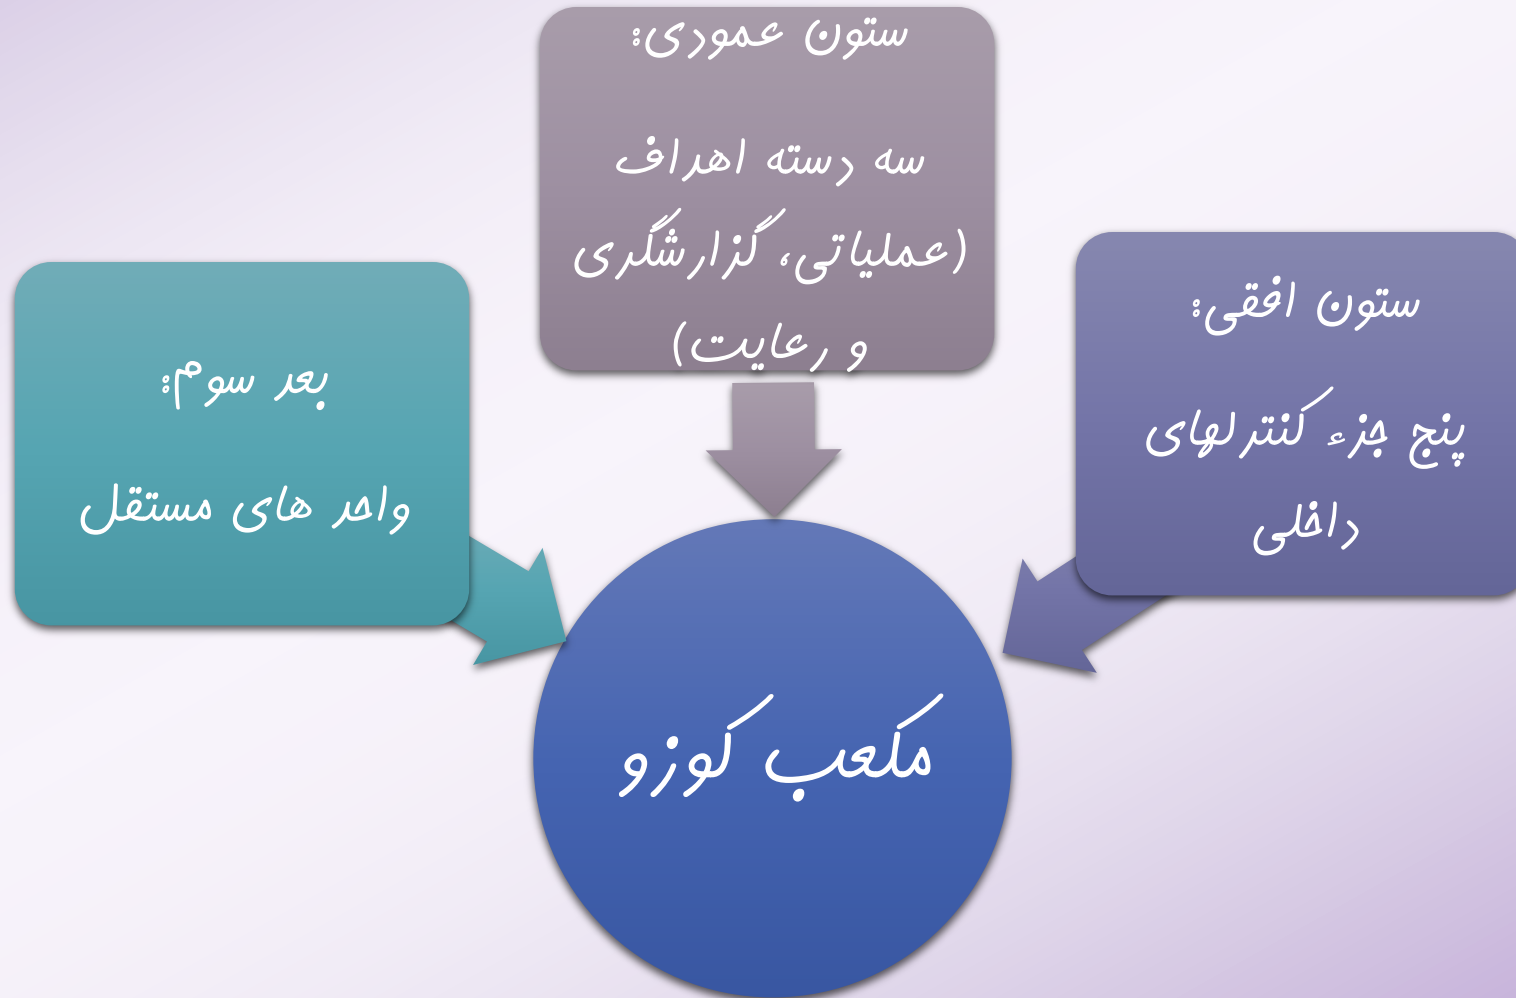 ستون عمودی:
سه دسته اهداف
(عملیاتی، گزارشگری
و رعایت)
ستون افقی:
پنج جزء کنترلهای
داخلی
بعد سوم:
واحد های مستقل
مکعب کوزو